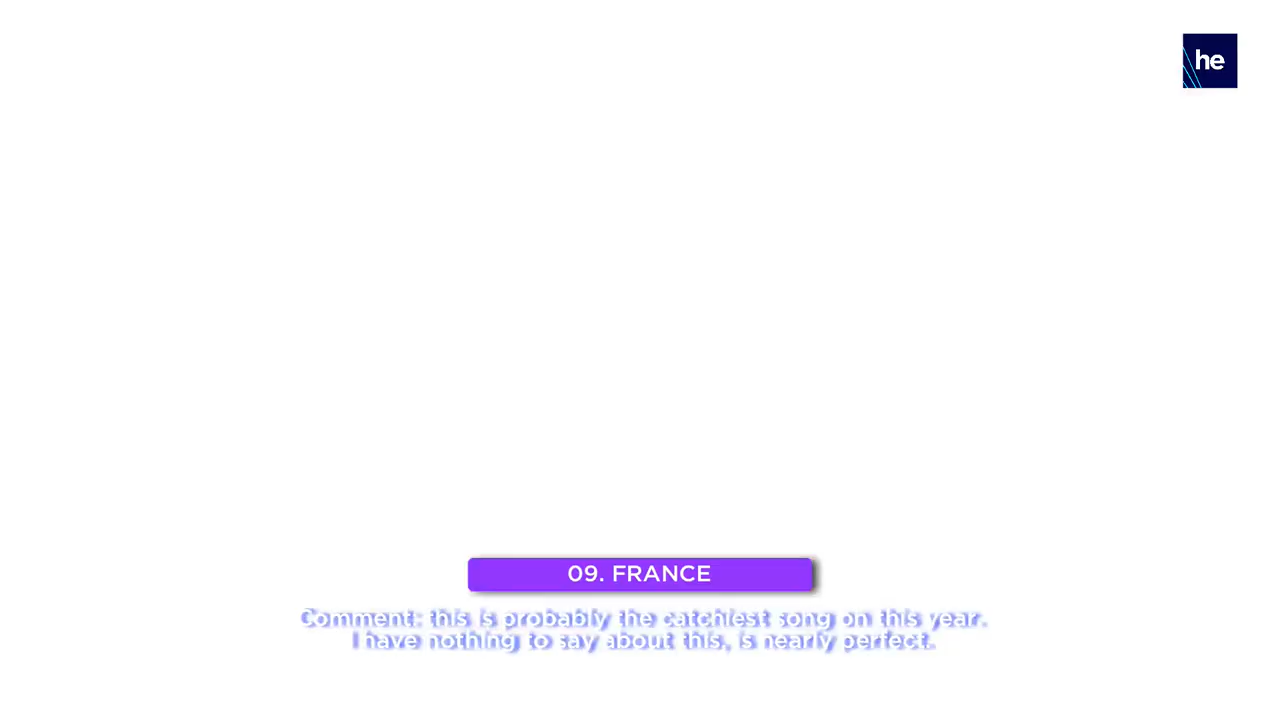 he
09. FRANCE
Comment: this is probably the catchiest song on this year.
I have nothing to say about this, is nearly perfect.